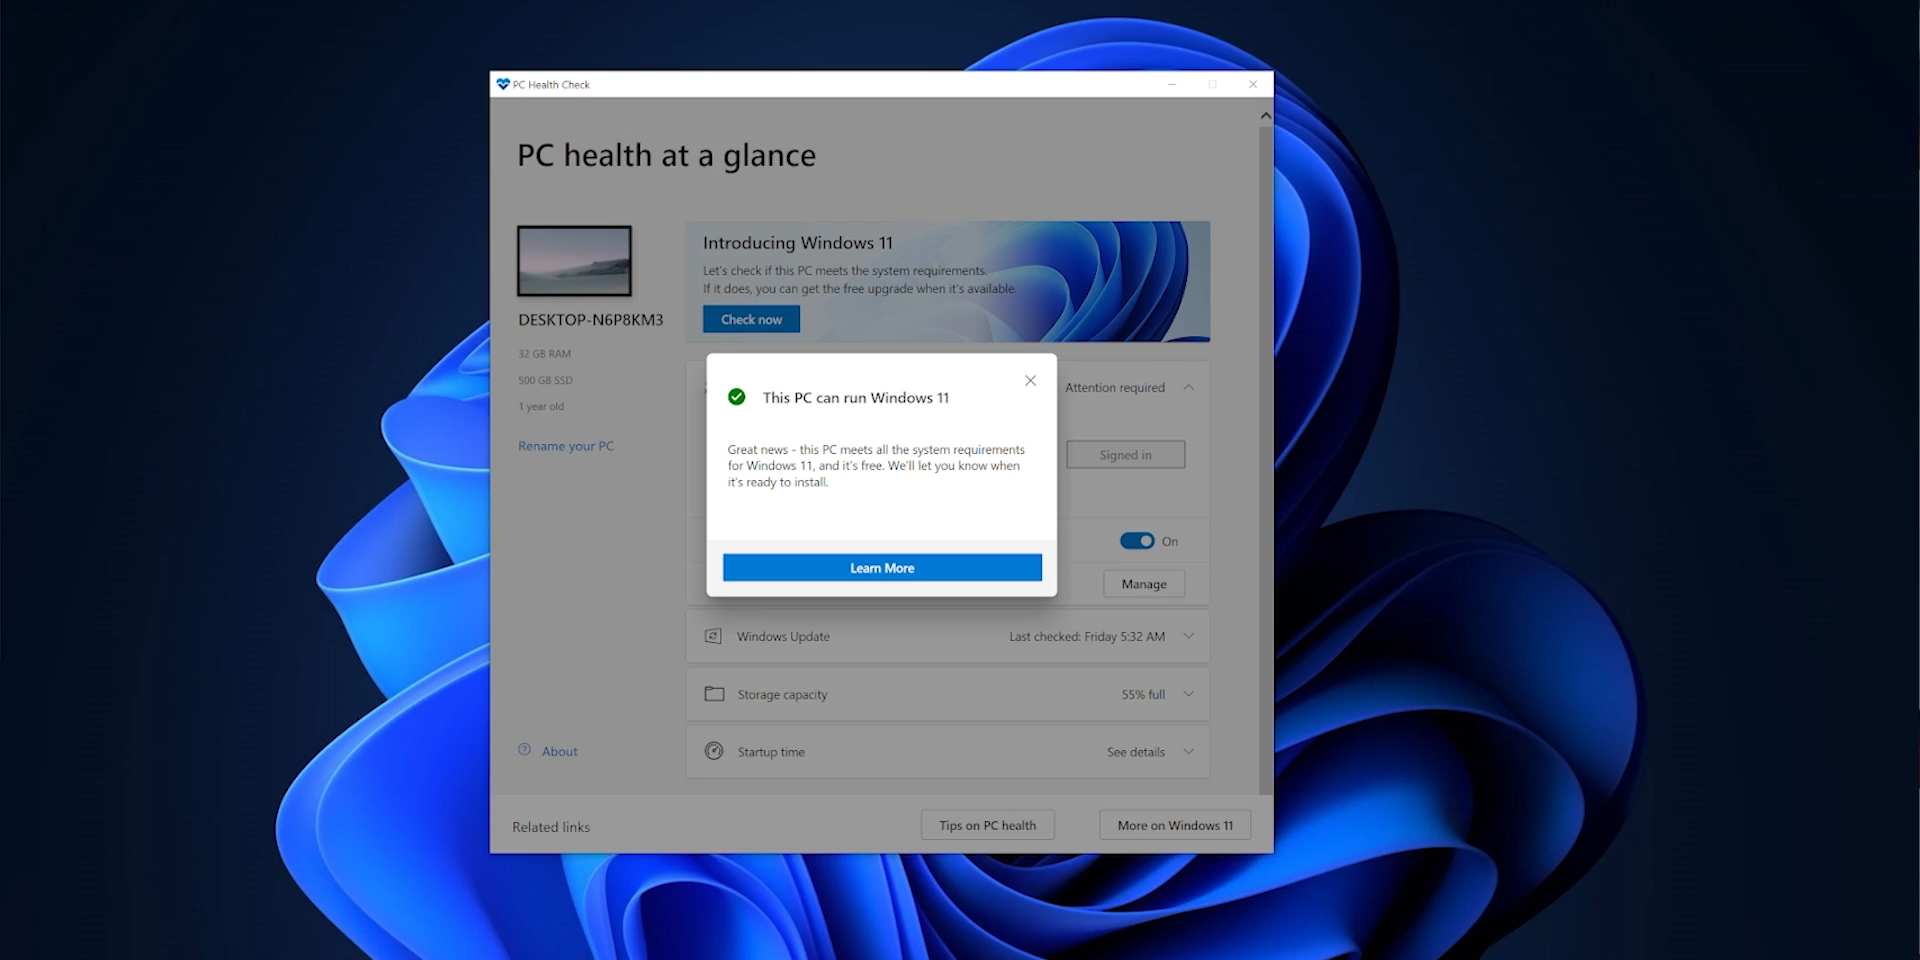 PC Health Check
PC health at a glance
DESKTOP-N6P8KM3
32 GB RAM
500 GB SSD
1 year old
Rename your PC
About
Introducing Windows 11
Let's check if this PC meets the system requirements.
If it does, you can get the free upgrade when it's available.
Check now
Attention required
Signed in
On
Manage
This PC can run Windows 11
Great news - this PC meets all the system requirements
for Windows 11, and it's free. We'll let you know when
it's ready to install.
Learn More
Windows Update
Last checked: Friday 5:32 AM
Storage capacity
55% full
Startup time
See details
Related links
Tips on PC health
More on Windows 11